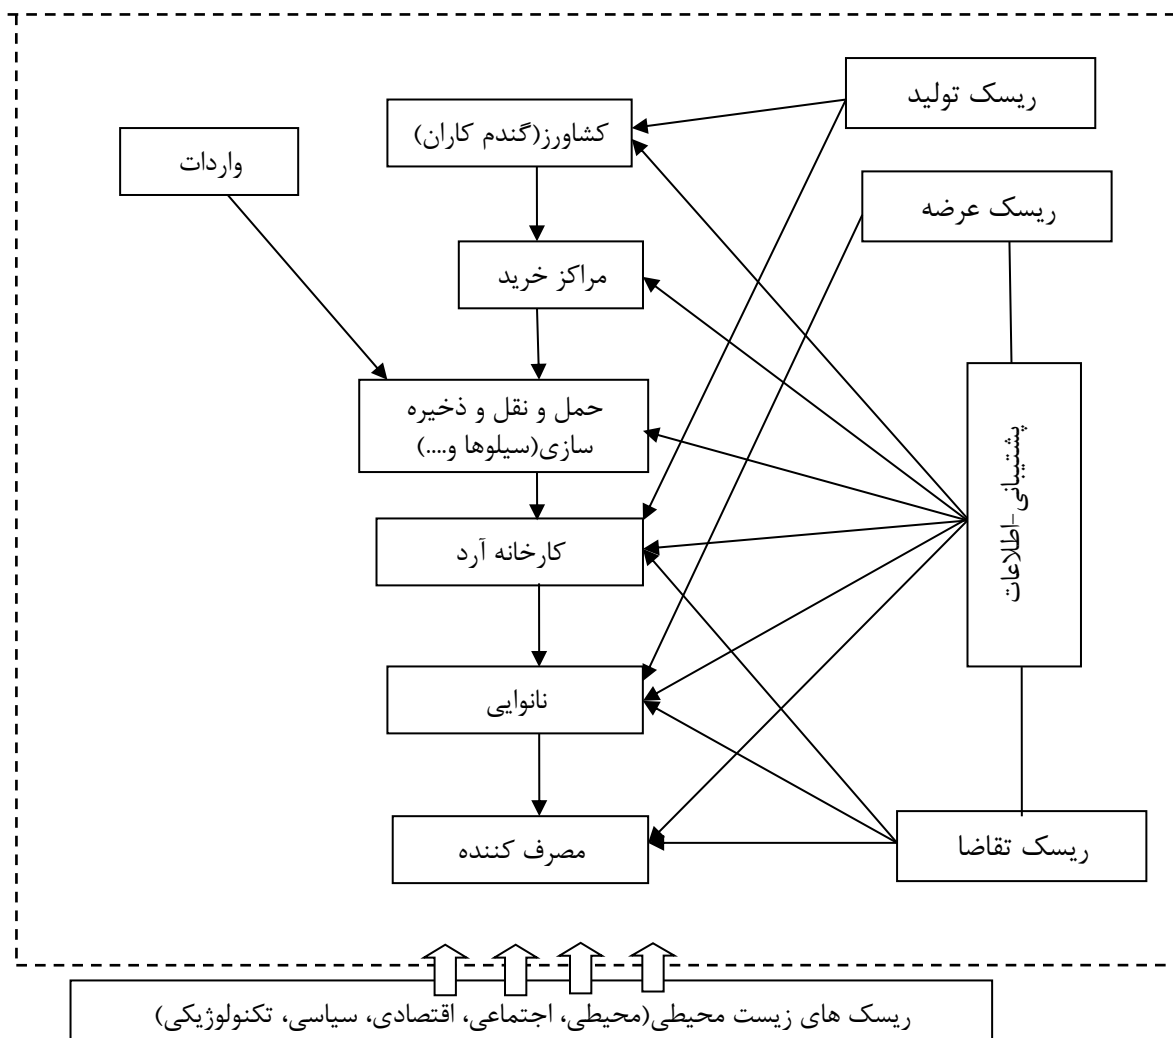 ریسک تولید
کشاورز(گندم کاران)
واردات
ریسک عرضه
مراکز خرید
حمل و نقل و ذخیره
سازی(سیلوها و....)
پشتیبانی-اطلاعات
کارخانه آرد
نانوایی
ریسک تقاضا
مصرف کننده
ریسک های زیست محیطی(محیطی، اجتماعی، اقتصادی، سیاسی، تکنولوژیکی)